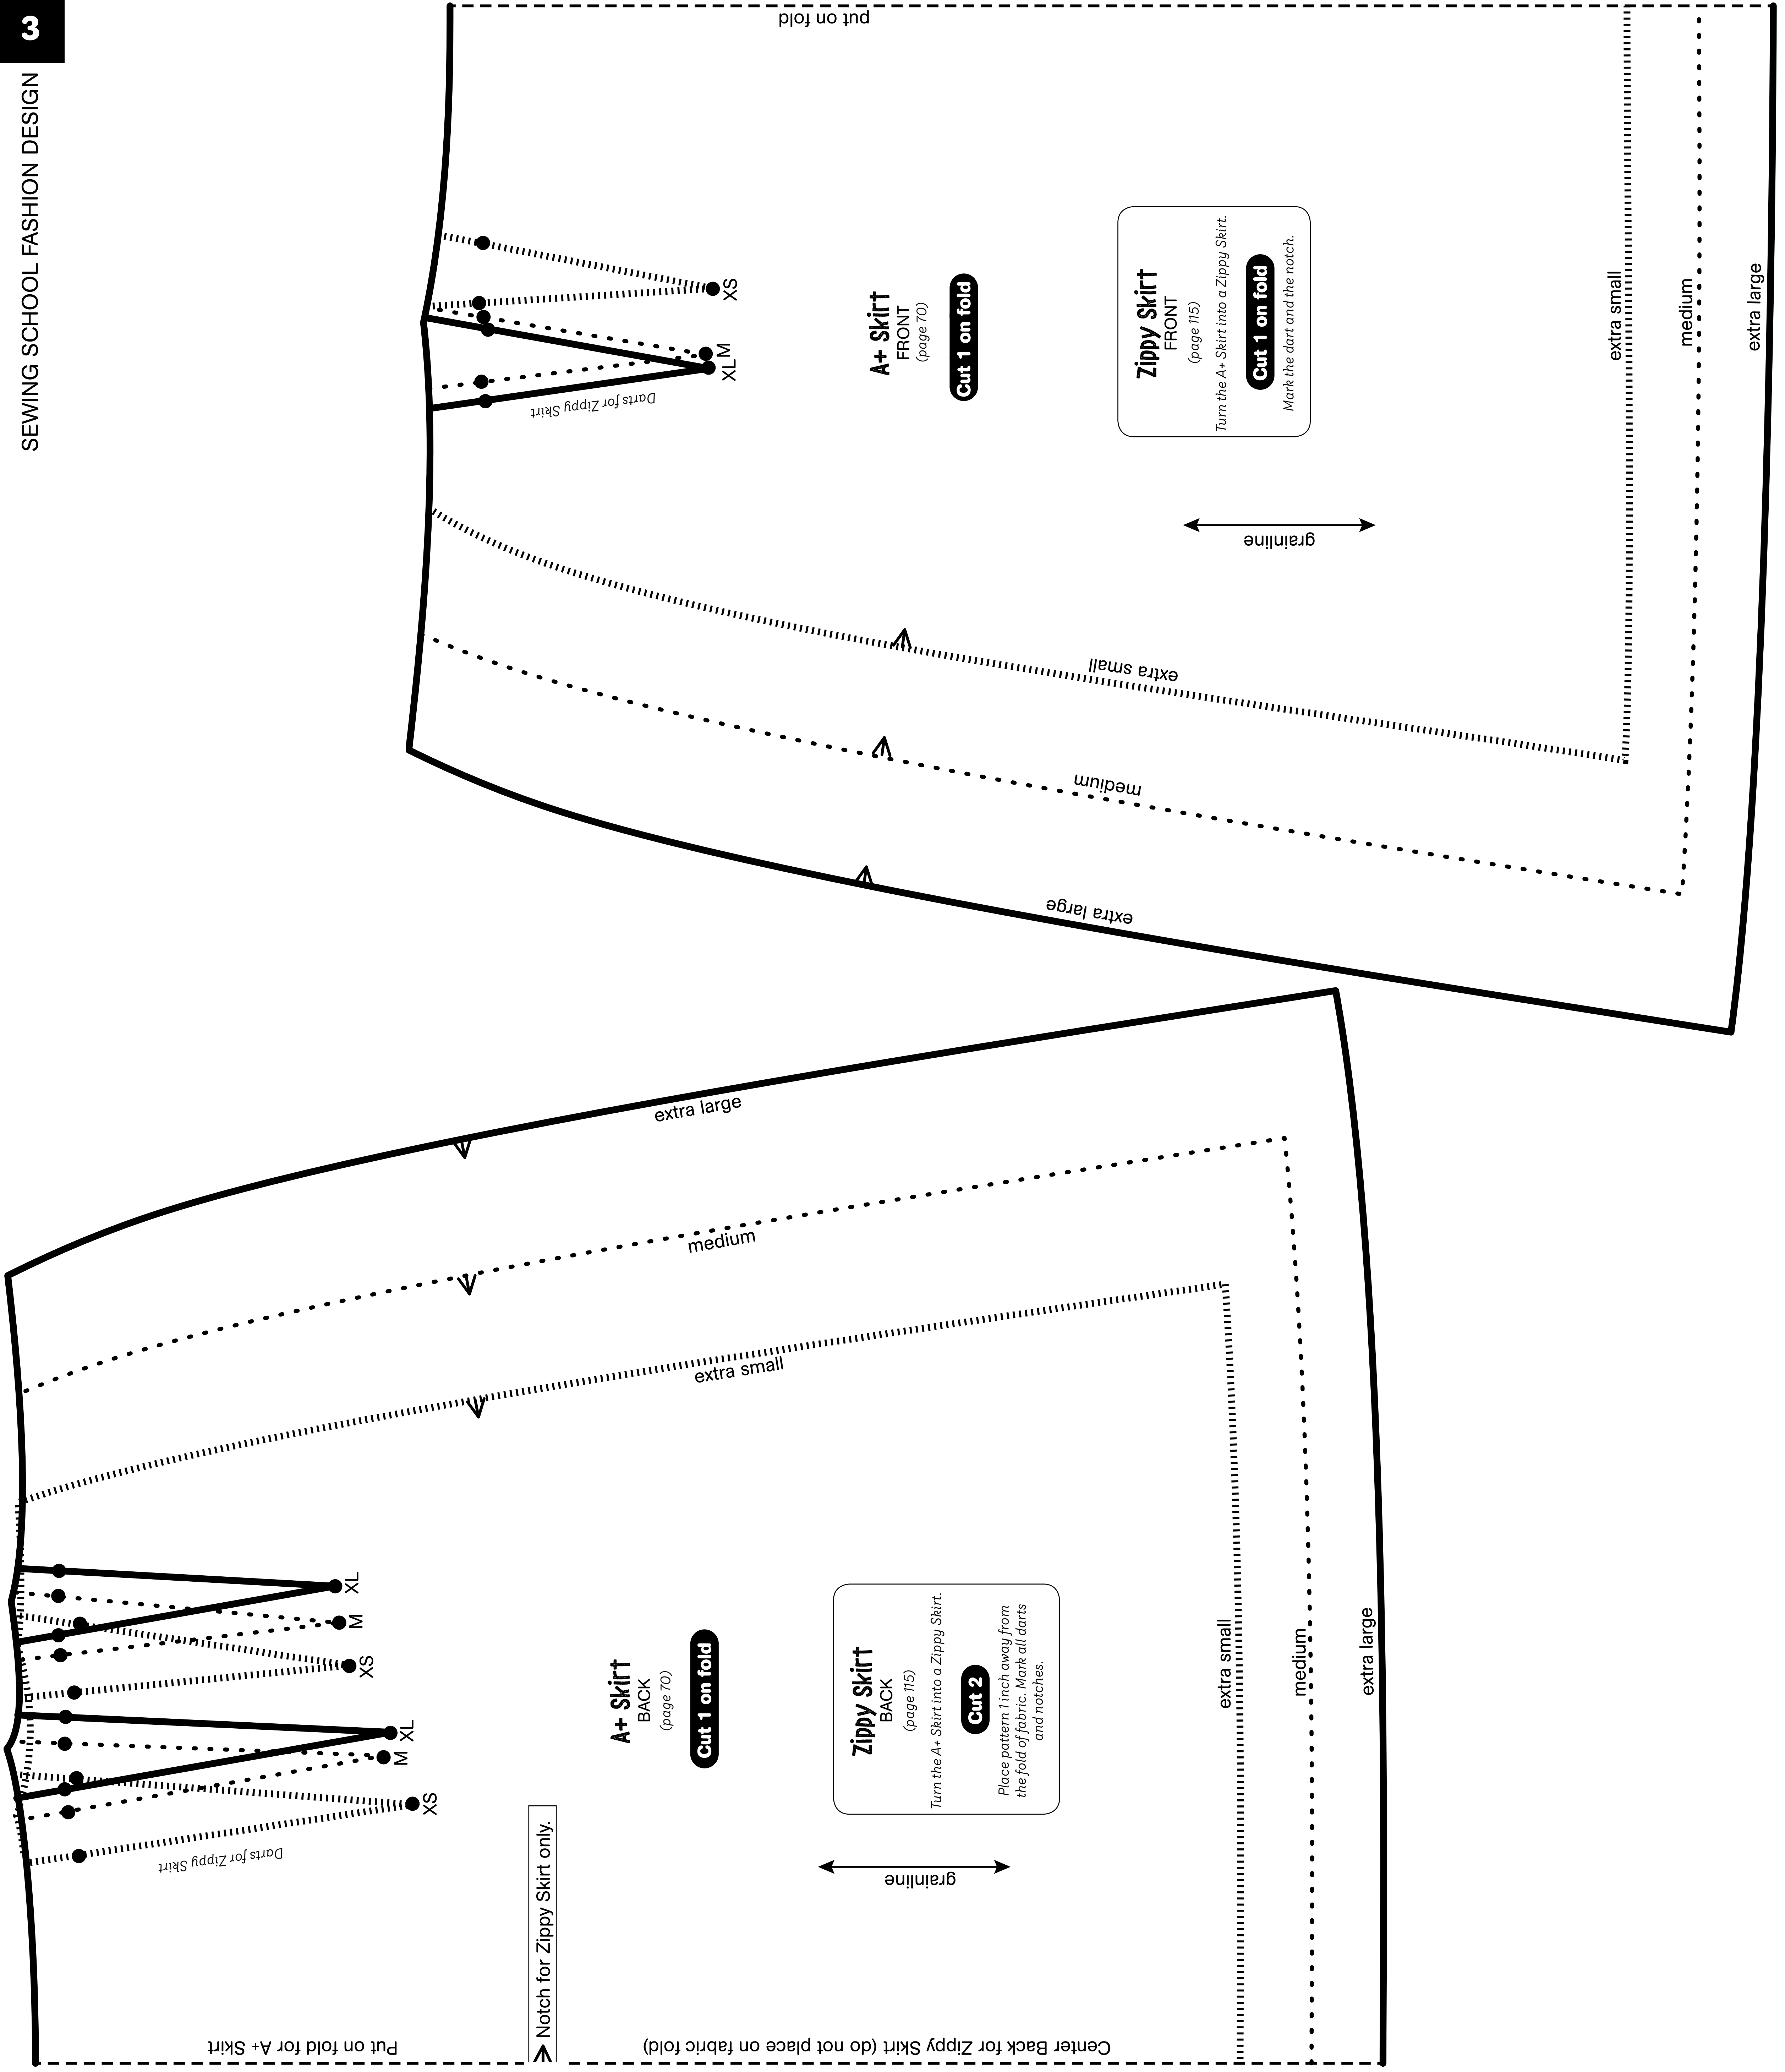 3
SEWING SCHOOL FASHION DESIGN
put on fold
XS
M
XL
Darts for Zippy Skirt
A+ Skirt
FRONT
(page 70)
Cut 1 on fold
Zippy Skirt
FRONT
(page 115)
Turn the A+ Skirt into a Zippy Skirt.
Cut 1 on fold
Mark the dart and the notch.
grainline
extra small
medium
extra large
extra small
medium
extra large
extra large
medium
extra small
XL
M
XS
XL
M
XS
Darts for Zippy Skirt
A+ Skirt
BACK
(page 70)
Cut 1 on fold
Zippy Skirt
BACK
(page 115)
Turn the A+ Skirt into a Zippy Skirt.
Cut 2
Place pattern 1 inch away from
the fold of fabric. Mark all darts
and notches.
grainline
Notch for Zippy Skirt only.
extra small
medium
extra large
Put on fold for A+ Skirt
Center Back for Zippy Skirt (do not place on fabric fold)